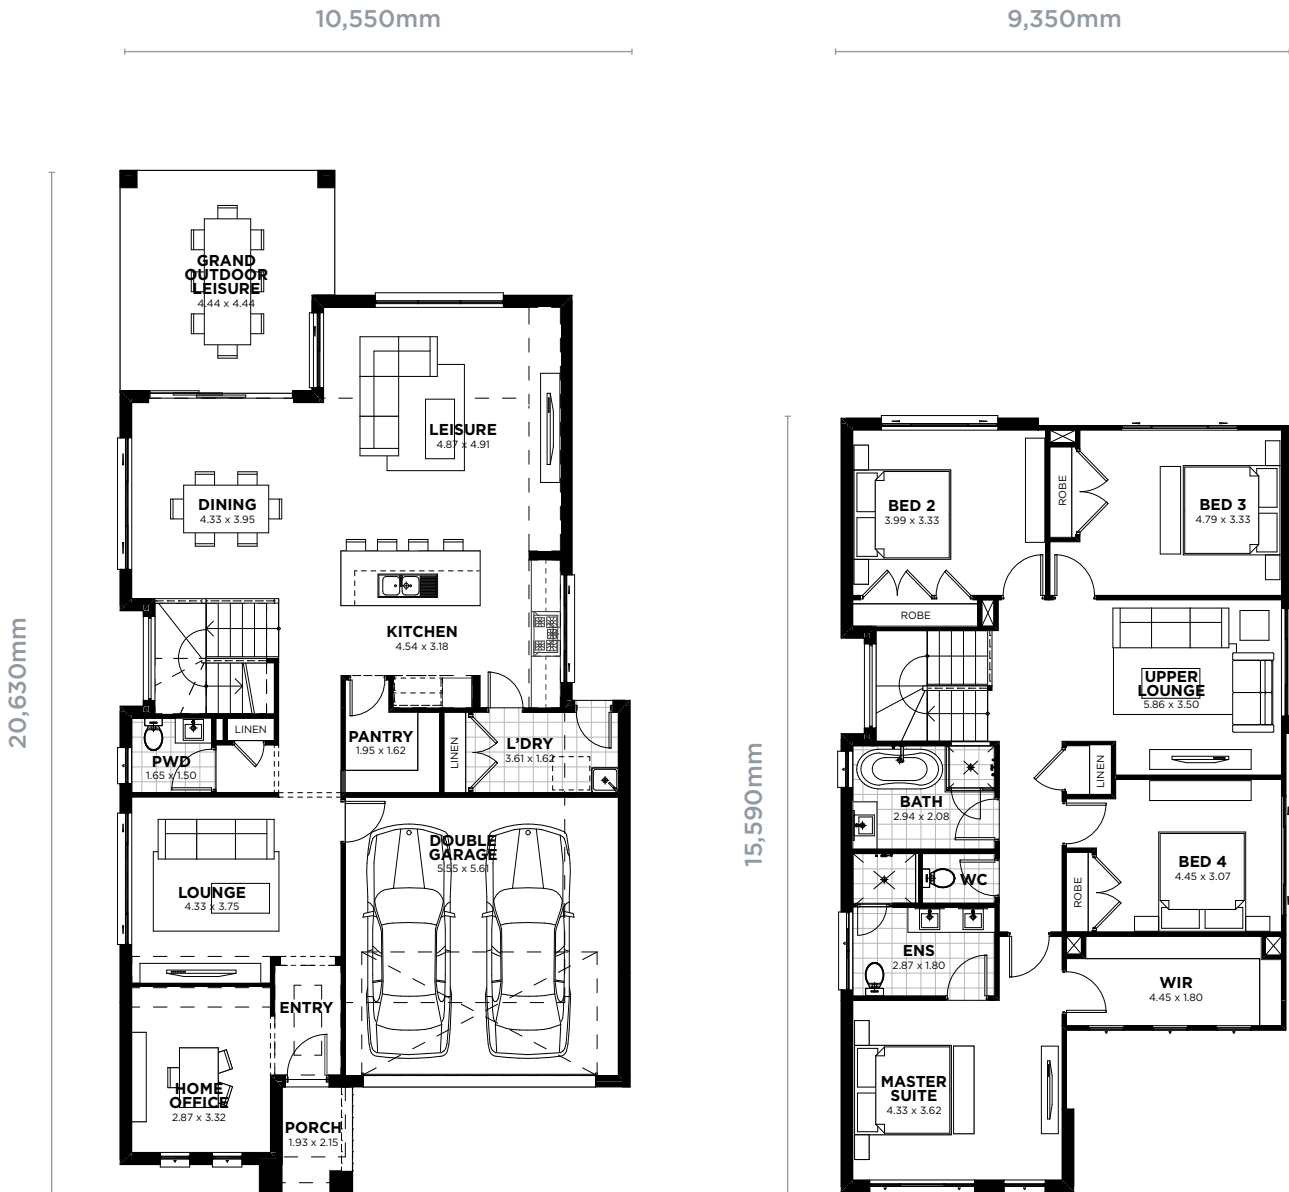 10,550mm
9,350mm
20,630mm
15,590mm
GRAND
OUTDOOR
LEISURE
4.44 x 4.44
LEISURE
4.87 x 4.91
DINING
4.33 x 3.95
KITCHEN
4.54 x 3.18
LINEN
PWD
1.65 x 1.50
PANTRY
1.95 x 1.62
LINEN
L'DRY
3.61 x 1.62
LOUNGE
4.33 x 3.75
DOUBLE
GARAGE
5.55 x 5.61
ENTRY
HOME
OFFICE
2.87 x 3.32
PORCH
1.93 x 2.15
BED 2
3.99 x 3.33
ROBE
BED 3
4.79 x 3.33
ROBE
UPPER
LOUNGE
5.86 x 3.50
LINEN
BATH
2.94 x 2.08
WC
BED 4
4.45 x 3.07
ROBE
ENS
2.87 x 1.80
WIR
4.45 x 1.80
MASTER
SUITE
4.33 x 3.62